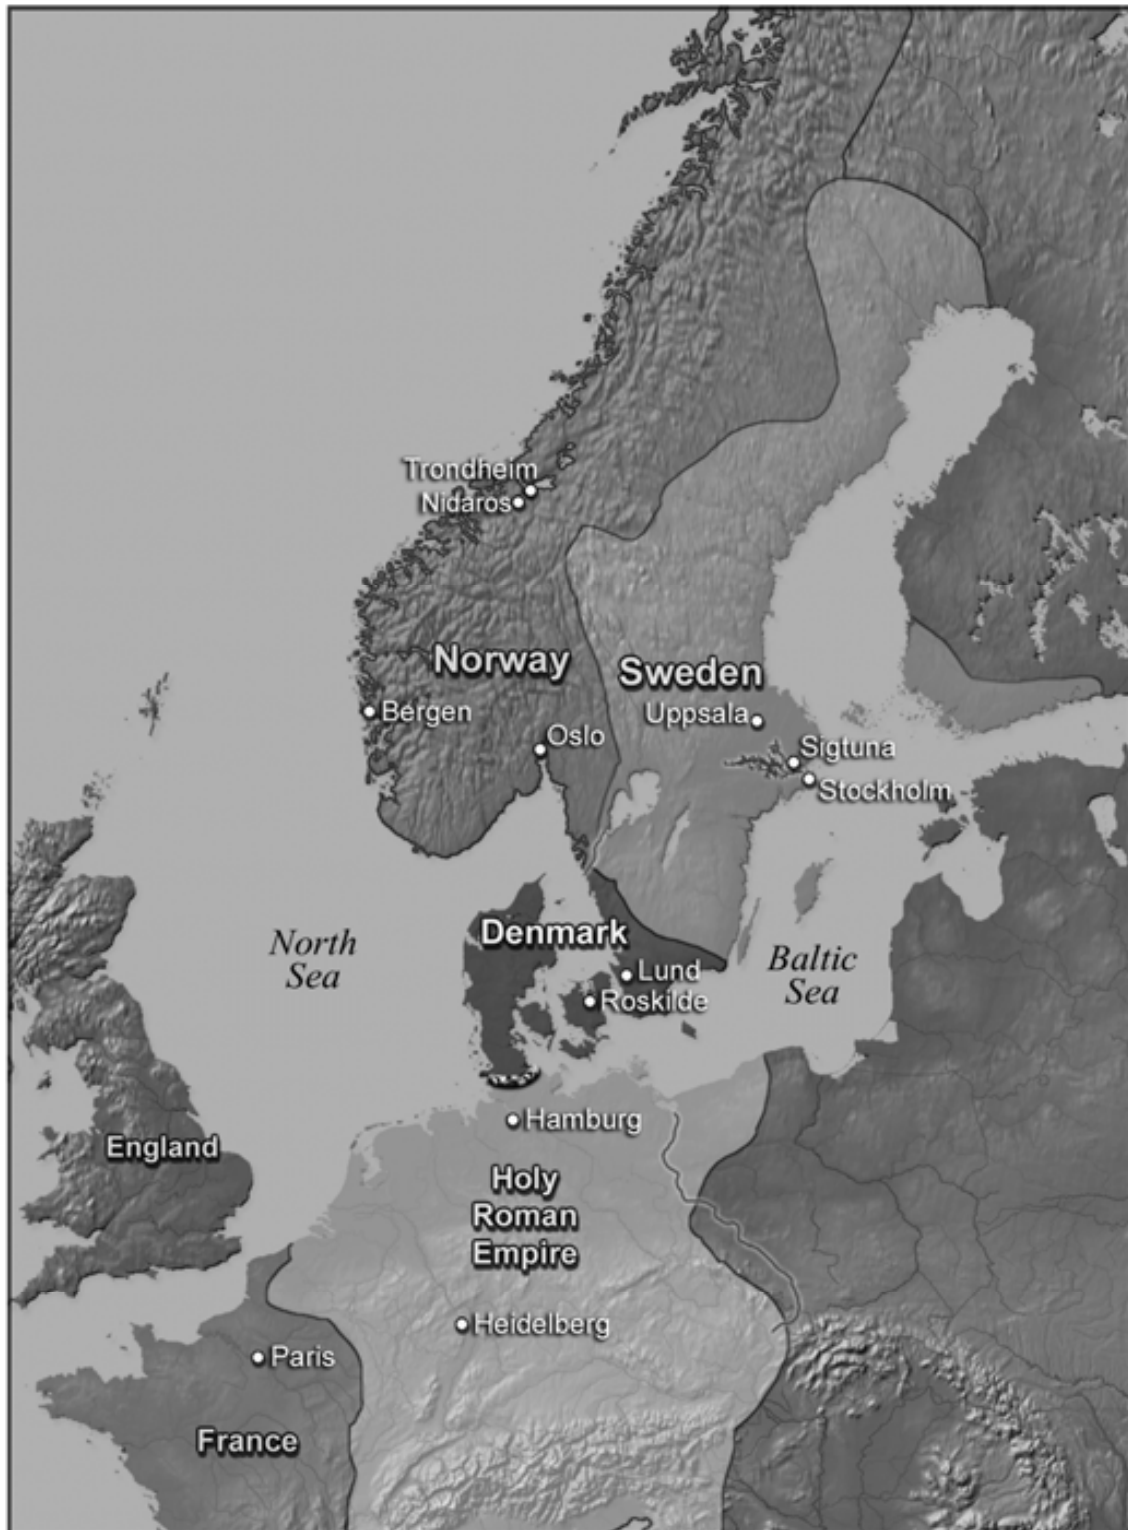 Trondheim
Nidaros
Norway
Sweden
Bergen
Uppsala
Oslo
Sigtuna
Stockholm
North
Sea
Denmark
Baltic
Sea
Lund
Roskilde
Hamburg
England
Holy
Roman
Empire
Heidelberg
Paris
France